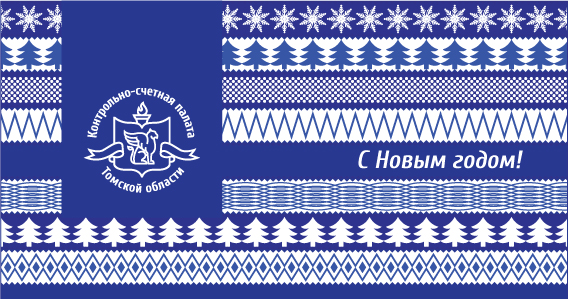 Контрольно-счетная палата
Томской области
С Новым годом!